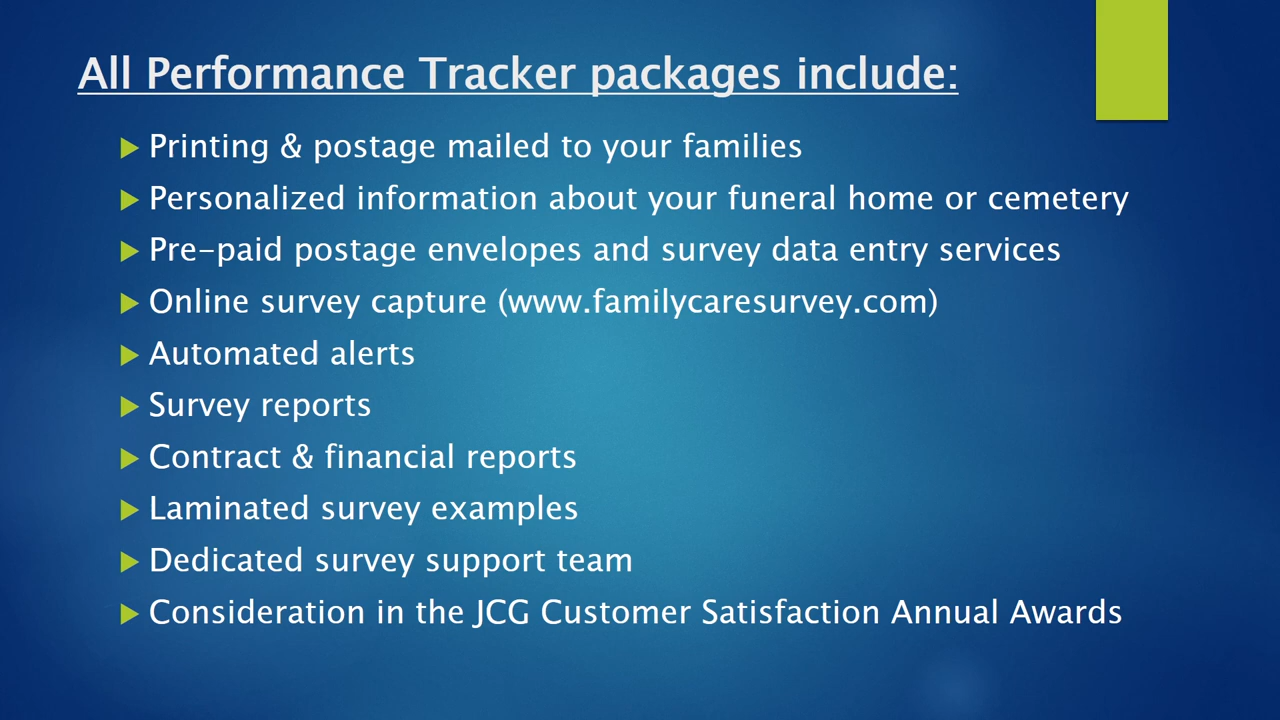 All Performance Tracker packages include:
Printing & postage mailed to your families
Personalized information about your funeral home or cemetery
Pre-paid postage envelopes and survey data entry services
Online survey capture (www.familycaresurvey.com)
Automated alerts
Survey reports
Contract & financial reports
Laminated survey examples
Dedicated survey support team
Consideration in the JCG Customer Satisfaction Annual Awards